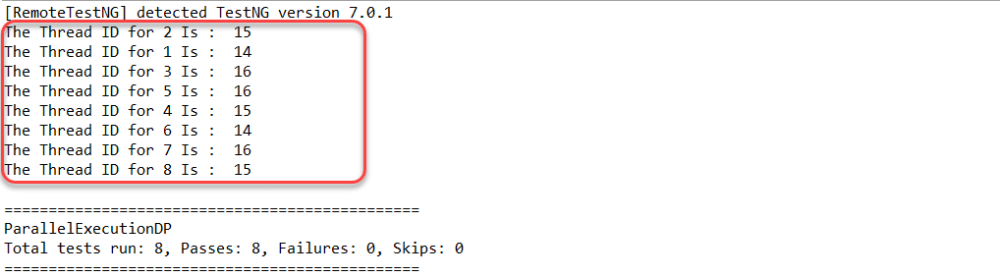 [RemoteTestNG] detected TestNG version 7.0.1
The Thread ID for 2 Is :  15
The Thread ID for 1 Is :  14
The Thread ID for 3 Is :  16
The Thread ID for 5 Is :  16
The Thread ID for 4 Is :  15
The Thread ID for 6 Is :  14
The Thread ID for 7 Is :  16
The Thread ID for 8 Is :  15
===============================================
ParallelExecutionDP
Total tests run: 8, Passes: 8, Failures: 0, Skips: 0
===============================================